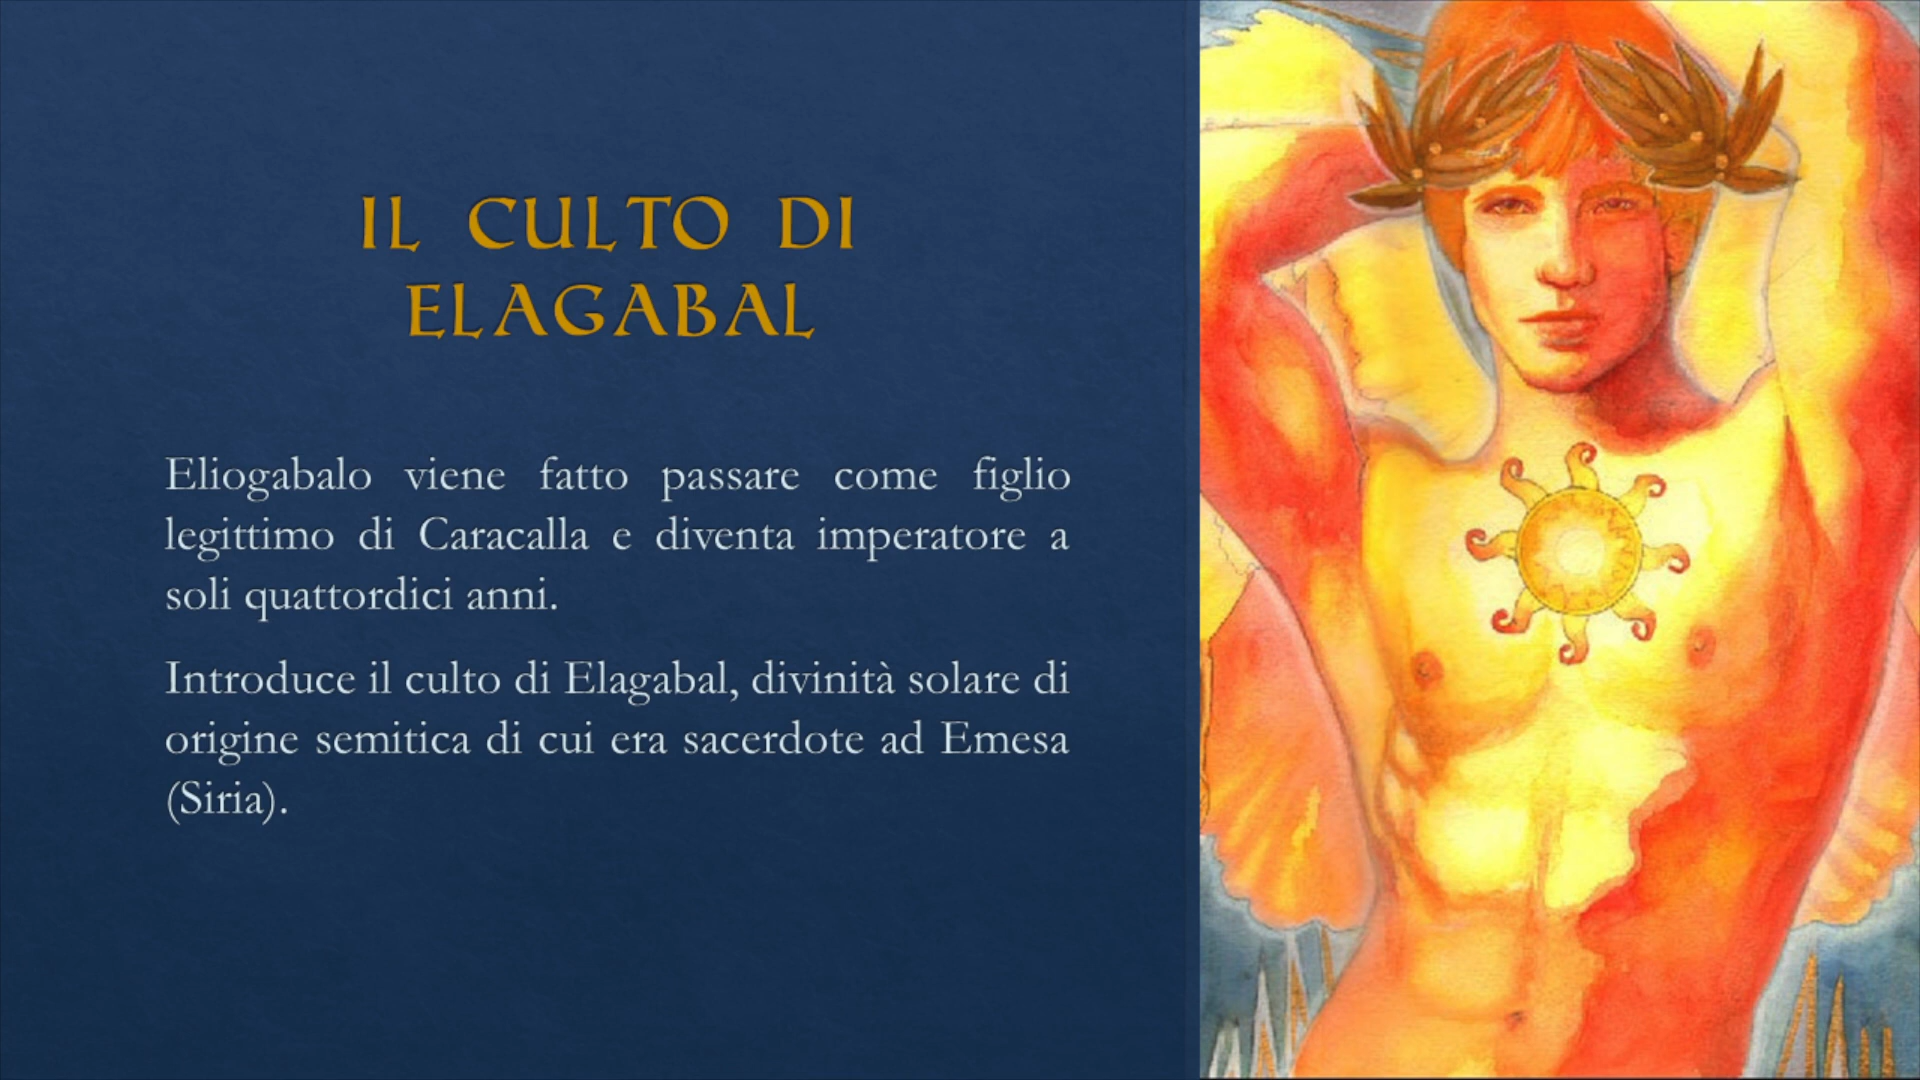 IL CULTO DI
ELAGABAL
Eliogabalo viene fatto passare come figlio
legittimo di Caracalla e diventa imperatore a
soli quattordici anni.
Introduce il culto di Elagabal, divinità solare di
origine semitica di cui era sacerdote ad Emesa
(Siria).